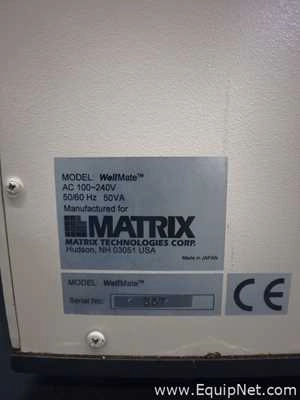 MODEL: WellMate™
AC 100~240V
50/60 Hz 50VA
Manufactured for
MATRIX
MATRIX TECHNOLOGIES CORP.
Hudson, NH 03051 USA
Made in JAPAN
MODEL: WellMate™
Serial No:
CE
www.EquipNet.com